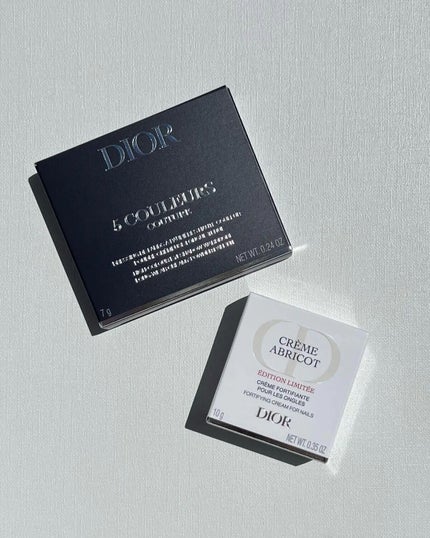 DIOR
5 COULEURS
COUTURE
7 g
NET WT. 0.24 OZ
CRÈME
ABRICOT
ÉDITION LIMITÉE
CRÈME FORTIFIANTE
POUR LES ONGLES
FORTIFYING CREAM FOR NAILS
10 g
DIOR
NET WT. 0.35 OZ